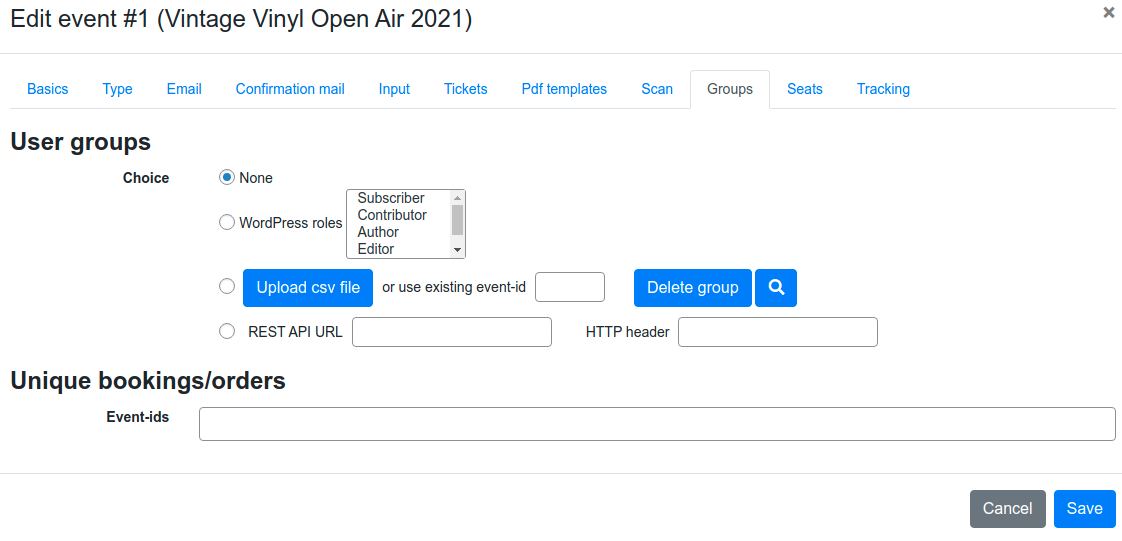 Edit event #1 (Vintage Vinyl Open Air 2021)
×
Basics Type Email Confirmation mail Input Tickets Pdf templates Scan Groups Seats Tracking
User groups
Choice None
Subscriber
Contributor
WordPress roles
Author
Editor
Upload csv file or use existing event-id Delete group
REST API URL HTTP header
Unique bookings/orders
Event-ids
Cancel Save